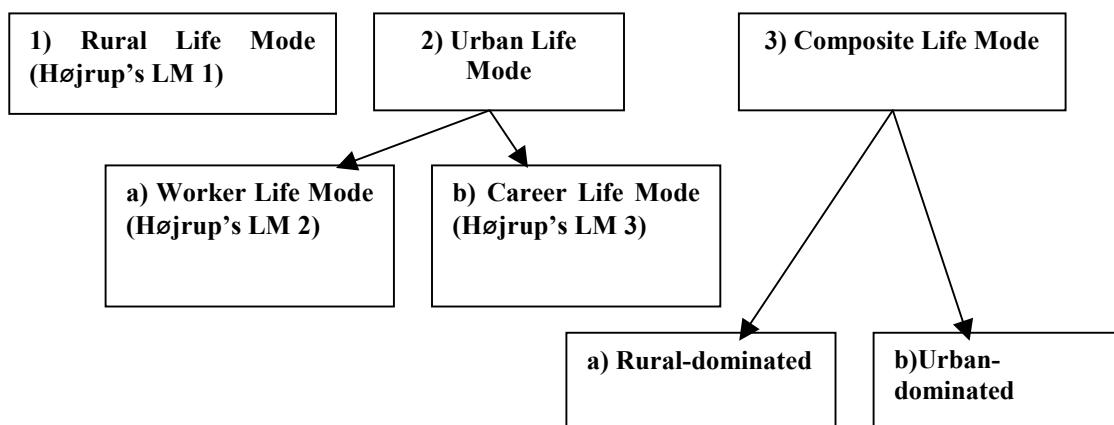 1) Rural Life Mode
(Højrup's LM 1)
2) Urban Life
Mode
3) Composite Life Mode
a) Worker Life Mode
(Højrup's LM 2)
b) Career Life Mode
(Højrup's LM 3)
a) Rural-dominated
b)Urban-
dominated